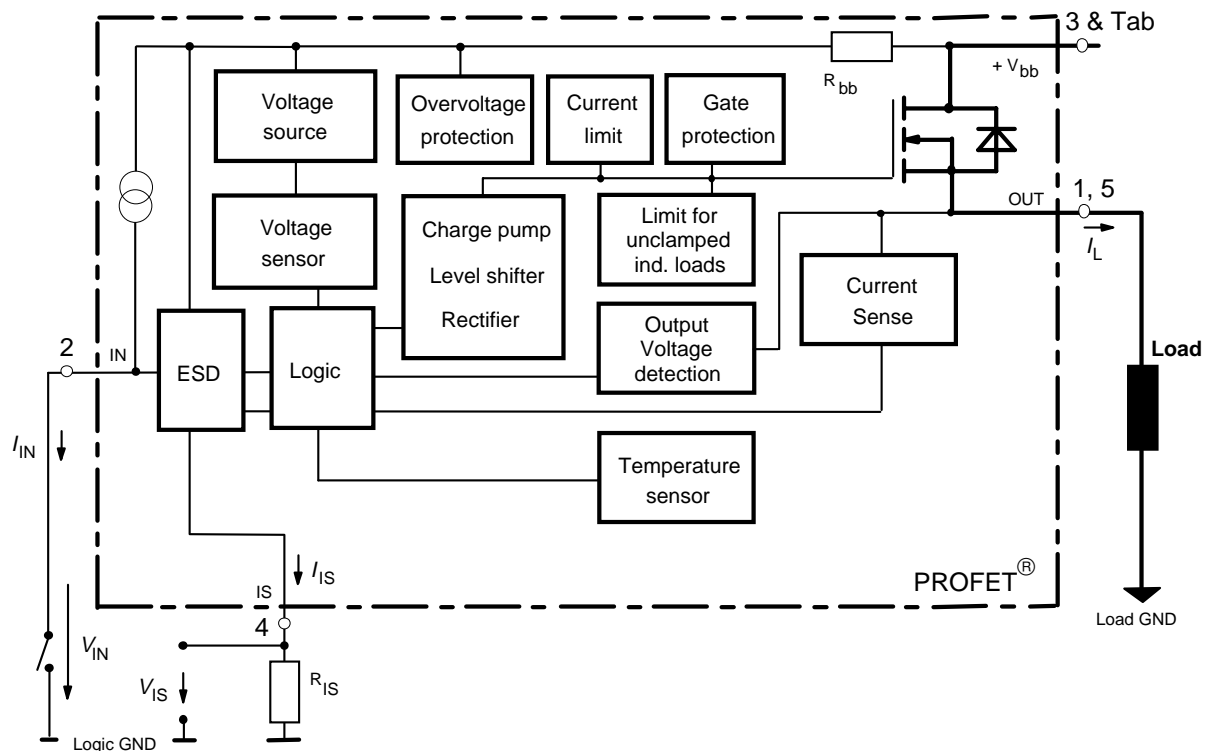 3 & Tab
R bb
+ V bb
Voltage
source
Overvoltage
protection
Current
limit
Gate
protection
Voltage
sensor
Charge pump
Level shifter
Rectifier
Limit for
unclamped
ind. loads
OUT
1, 5
I L
Current
Sense
Output
Voltage
detection
Load
2
IN
ESD
Logic
I IN
Temperature
sensor
I IS
IS
PROFET®
4
Load GND
V IN
V IS
R IS
Logic GND